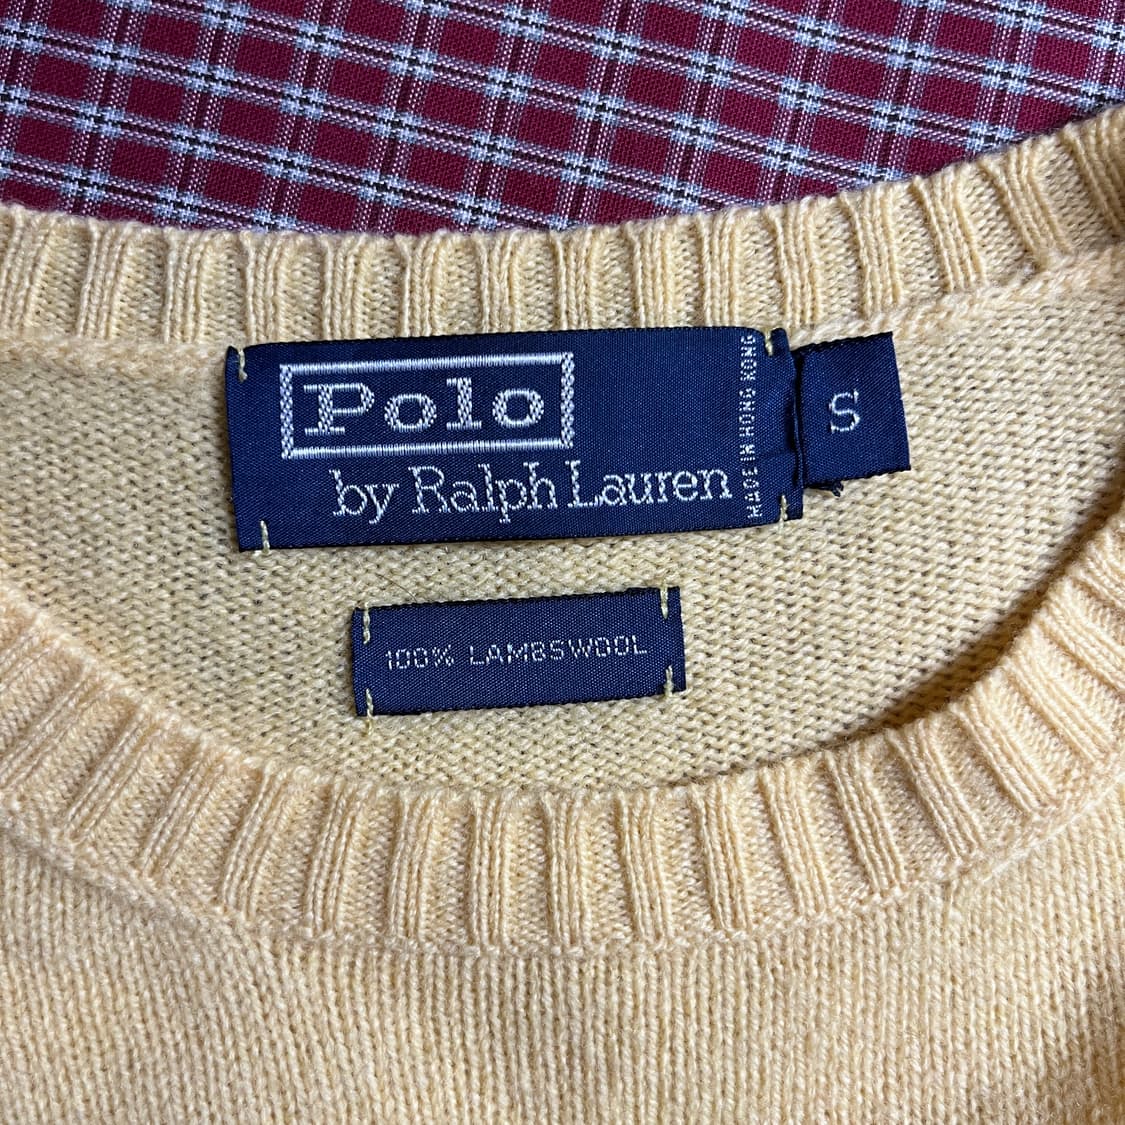 Polo
by Ralph Lauren
MADE IN HONG KONG
S
100% LAMBSWOOL